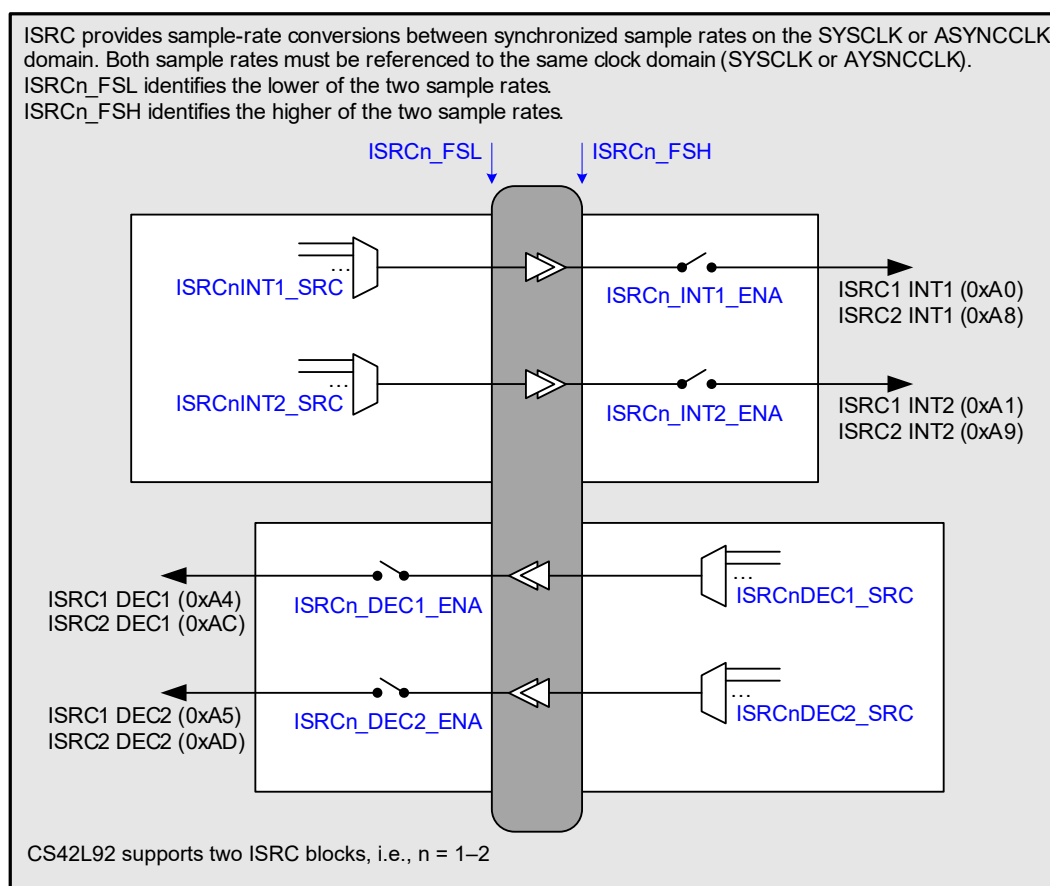 ISRC provides sample-rate conversions between synchronized sample rates on the SYSCLK or ASYNCCLK
domain. Both sample rates must be referenced to the same clock domain (SYSCLK or AYSNCCLK).
ISRCn_FSL identifies the lower of the two sample rates.
ISRCn_FSH identifies the higher of the two sample rates.
ISRCn_FSL
ISRCn_FSH
...
ISRCnINT1_SRC
ISRCn_INT1_ENA
ISRC1 INT1 (0xA0)
ISRC2 INT1 (0xA8)
...
ISRCnINT2_SRC
ISRCn_INT2_ENA
ISRC1 INT2 (0xA1)
ISRC2 INT2 (0xA9)
ISRC1 DEC1 (0xA4)
ISRC2 DEC1 (0xAC)
ISRCn_DEC1_ENA
...
ISRCnDEC1_SRC
ISRC1 DEC2 (0xA5)
ISRC2 DEC2 (0xAD)
ISRCn_DEC2_ENA
...
ISRCnDEC2_SRC
CS42L92 supports two ISRC blocks, i.e., n = 1–2